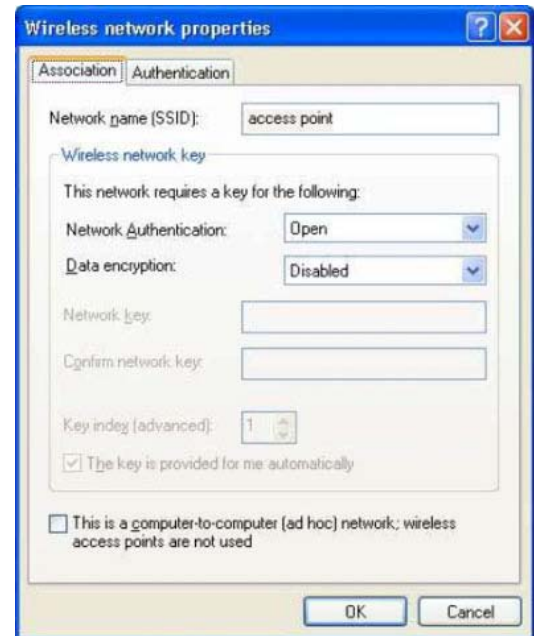 Wireless network properties
Association Authentication
Network name (SSID): access point
Wireless network key
This network requires a key for the following:
Network Authentication: Open
Data encryption: Disabled
Network key:
Confirm network key:
Key index (advanced): 1
The key is provided for me automatically
This is a computer-to-computer (ad hoc) network; wireless
access points are not used
OK Cancel